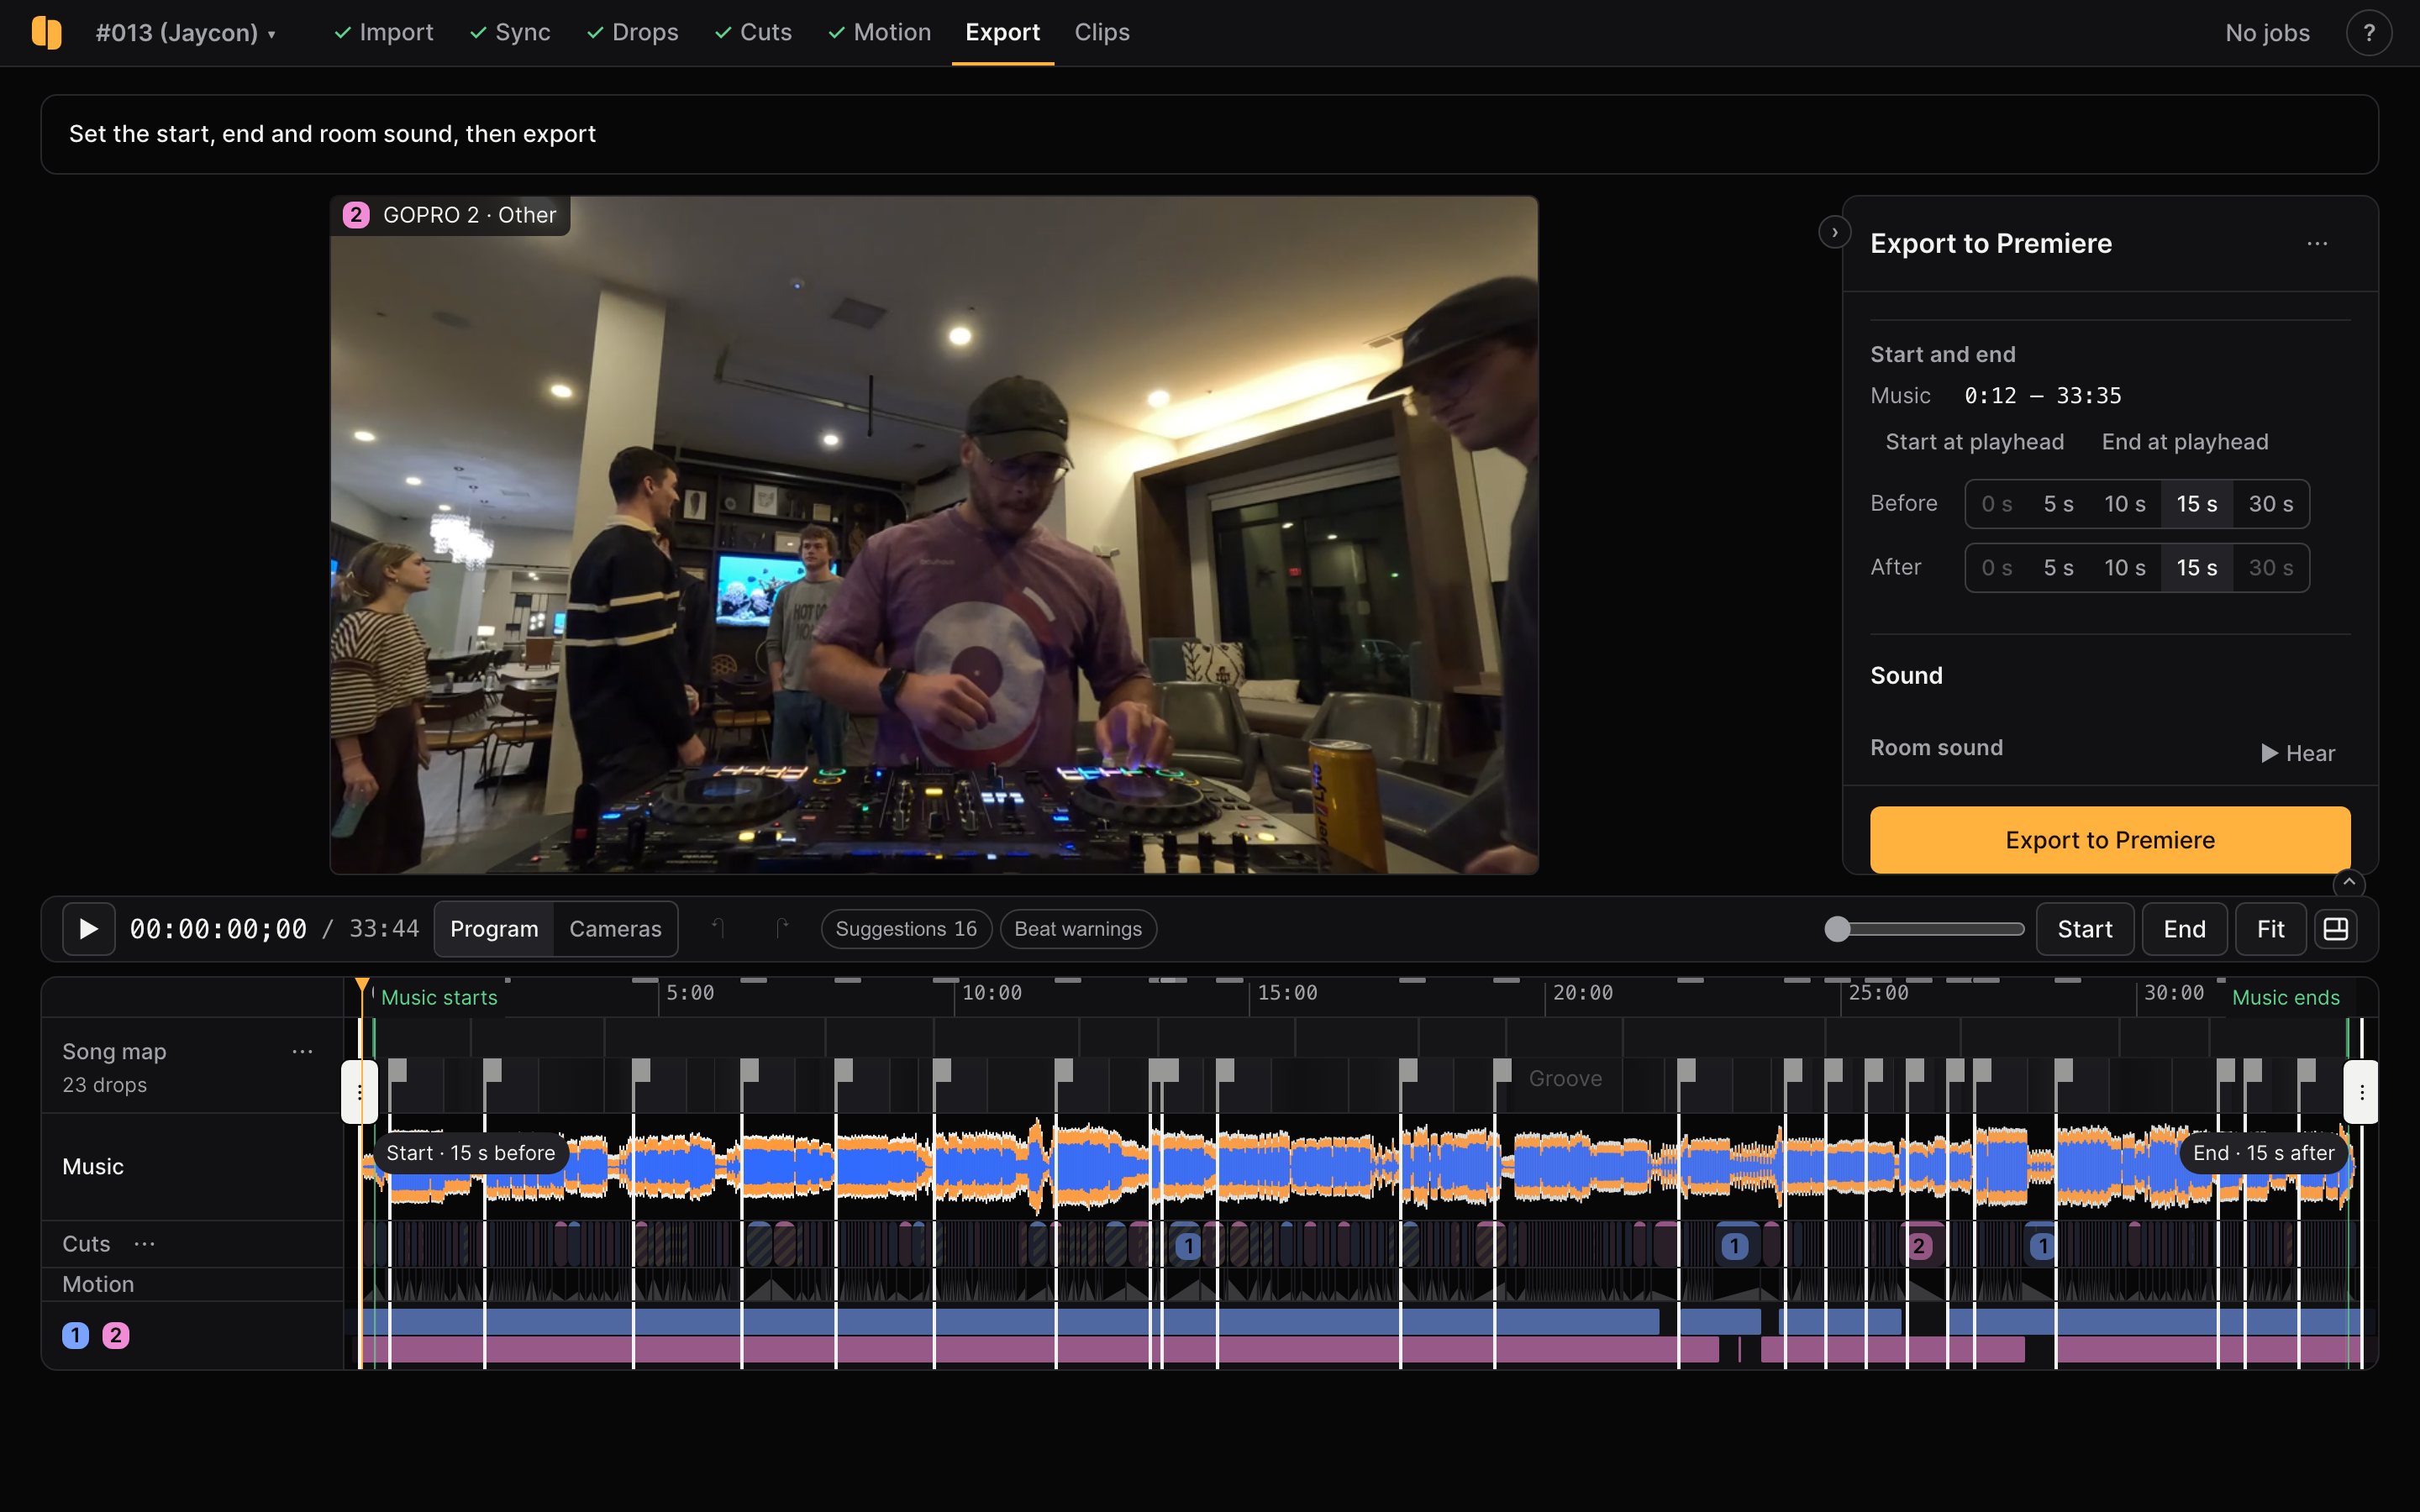 #013 (Jaycon) ▾
✓ Import
✓ Sync
✓ Drops
✓ Cuts
✓ Motion
Export
Clips
No jobs
?
Set the start, end and room sound, then export
2 GOPRO 2 · Other
Export to Premiere
Start and end
Music 0:12 – 33:35
Start at playhead End at playhead
Before 0 s 5 s 10 s 15 s 30 s
After 0 s 5 s 10 s 15 s 30 s
Sound
Room sound
Hear
Export to Premiere
00:00:00;00 / 33:44
Program Cameras
Suggestions 16
Beat warnings
Start
End
Fit
Music starts
5:00
10:00
15:00
20:00
25:00
30:00
Music ends
Song map
23 drops
Groove
Music
Start · 15 s before
End · 15 s after
Cuts
1
1
2
1
Motion
1 2